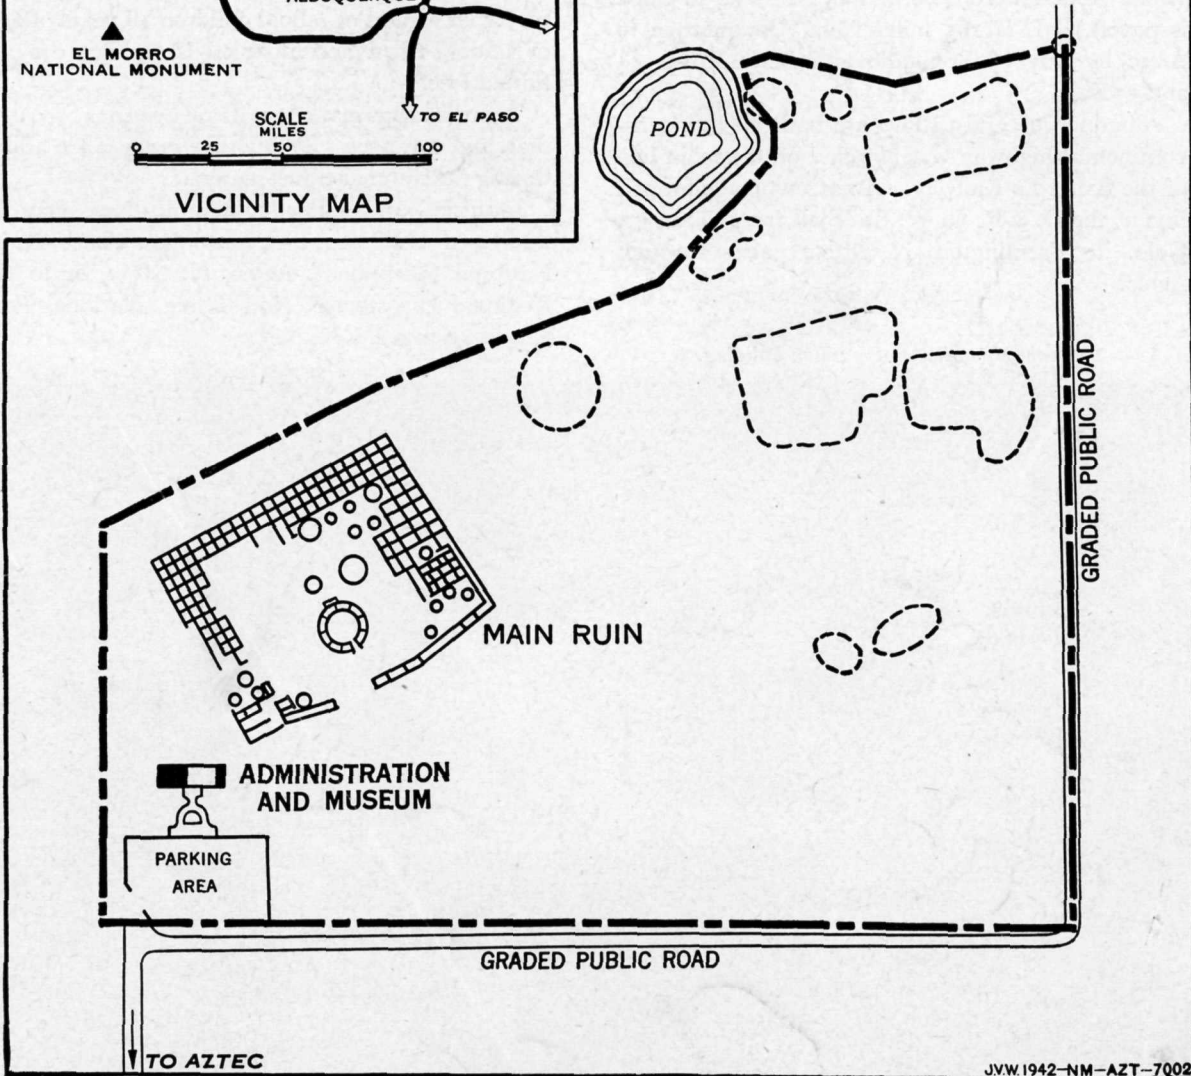 ALBUQUERQUE
EL MORRO
NATIONAL MONUMENT
TO EL PASO
SCALE
MILES
0 25 50 100
VICINITY MAP
POND
GRADED PUBLIC ROAD
MAIN RUIN
ADMINISTRATION
AND MUSEUM
PARKING
AREA
GRADED PUBLIC ROAD
TO AZTEC
J.V.W. 1942-NM-AZT-7002